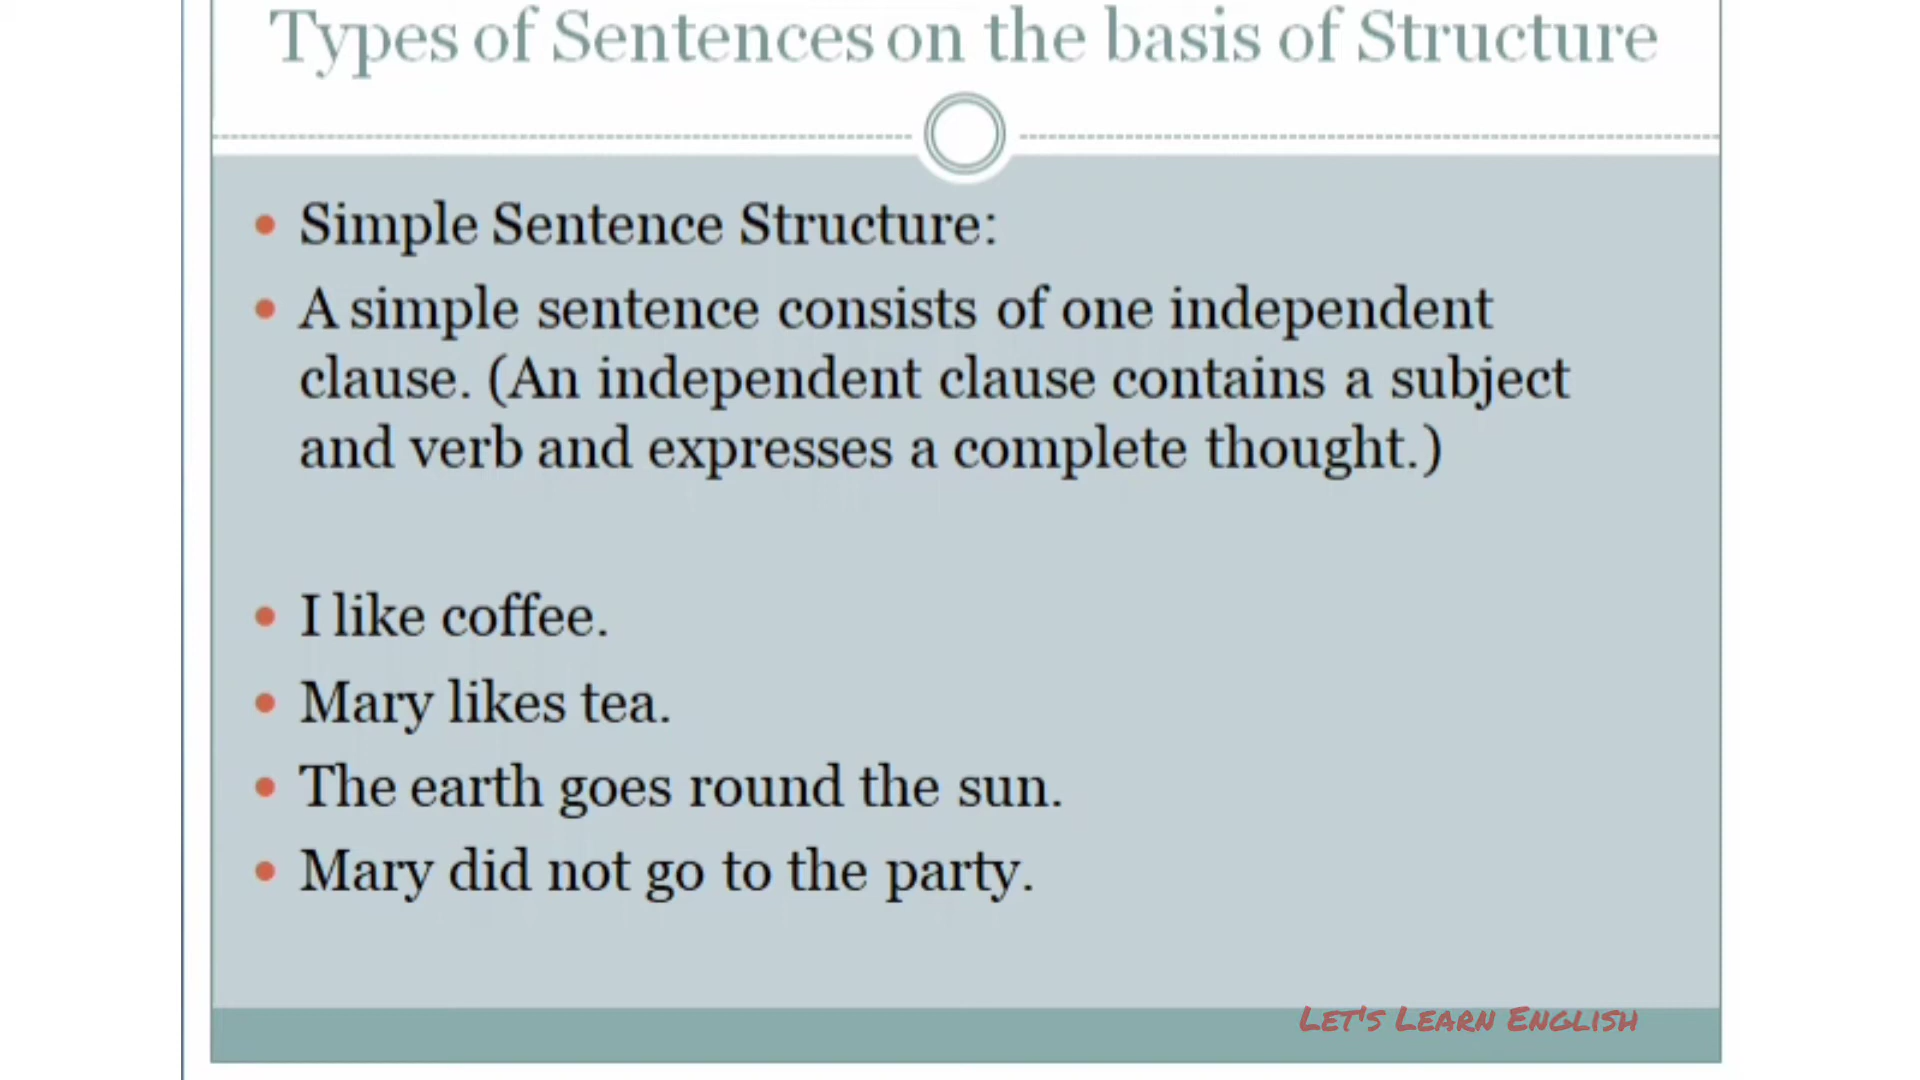 Types of Sentences on the basis of Structure
Simple Sentence Structure:
A simple sentence consists of one independent
clause. (An independent clause contains a subject
and verb and expresses a complete thought.)
I like coffee.
Mary likes tea.
The earth goes round the sun.
Mary did not go to the party.
LET'S LEARN ENGLISH